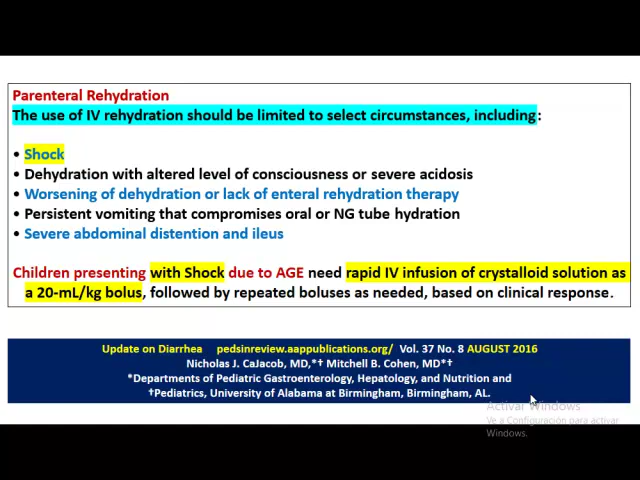 Parenteral Rehydration
The use of IV rehydration should be limited to select circumstances, including:
• Shock
• Dehydration with altered level of consciousness or severe acidosis
• Worsening of dehydration or lack of enteral rehydration therapy
• Persistent vomiting that compromises oral or NG tube hydration
• Severe abdominal distention and ileus
Children presenting with Shock due to AGE need rapid IV infusion of crystalloid solution as
a 20-mL/kg bolus, followed by repeated boluses as needed, based on clinical response.
Update on Diarrhea pedsinreview.aappublications.org/ Vol. 37 No. 8 AUGUST 2016
Nicholas J. CaJacob, MD,*† Mitchell B. Cohen, MD*†
*Departments of Pediatric Gastroenterology, Hepatology, and Nutrition and
†Pediatrics, University of Alabama at Birmingham, Birmingham, AL.
Activar Windows
Ve a Configuración para activar
Windows.